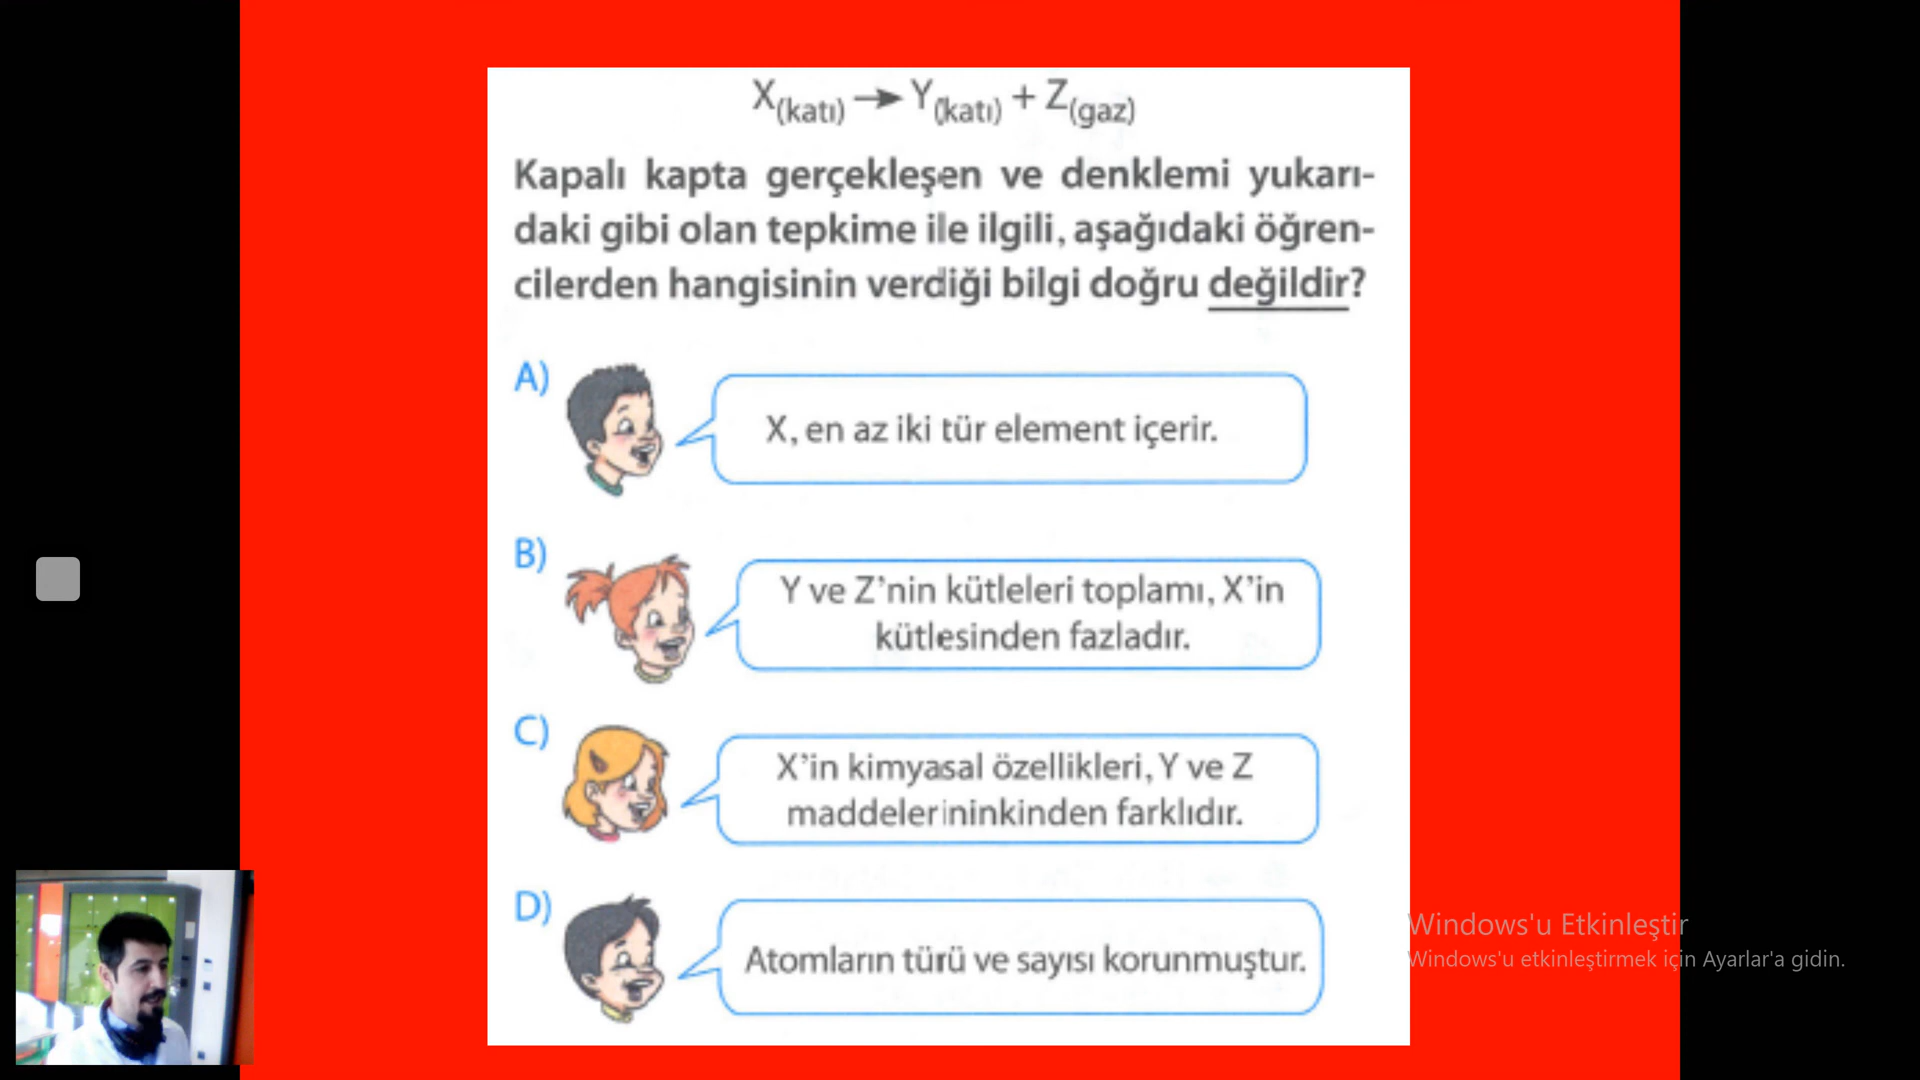 X(katı) → Y(katı) + Z(gaz)
Kapalı kapta gerçekleşen ve denklemi yukarı-
daki gibi olan tepkime ile ilgili, aşağıdaki öğren-
cilerden hangisinin verdiği bilgi doğru değildir?
A)
X, en az iki tür element içerir.
B)
Y ve Z'nin kütleleri toplamı, X'in
kütlesinden fazladır.
C)
X'in kimyasal özellikleri, Y ve Z
maddelerininkinden farklıdır.
D)
Atomların türü ve sayısı korunmuştur.
Windows'u Etkinleştir
Windows'u etkinleştirmek için Ayarlar'a gidin.